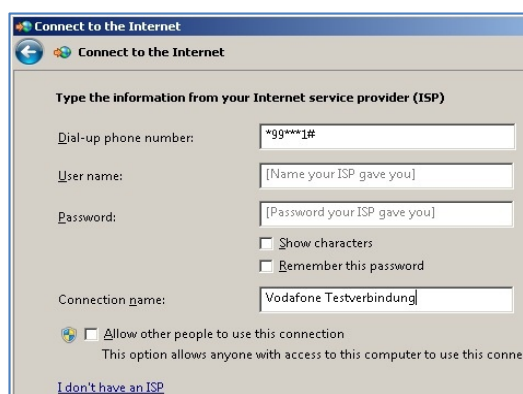 Connect to the Internet
Connect to the Internet
Type the information from your Internet service provider (ISP)
Dial-up phone number: *99***1#
User name: [Name your ISP gave you]
Password: [Password your ISP gave you]
Show characters
Remember this password
Connection name: Vodafone Testverbindung
Allow other people to use this connection
This option allows anyone with access to this computer to use this conne
I don't have an ISP